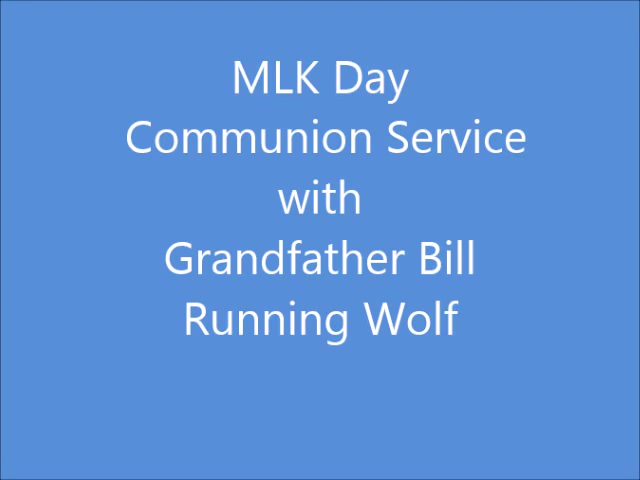 MLK Day
Communion Service
with
Grandfather Bill
Running Wolf